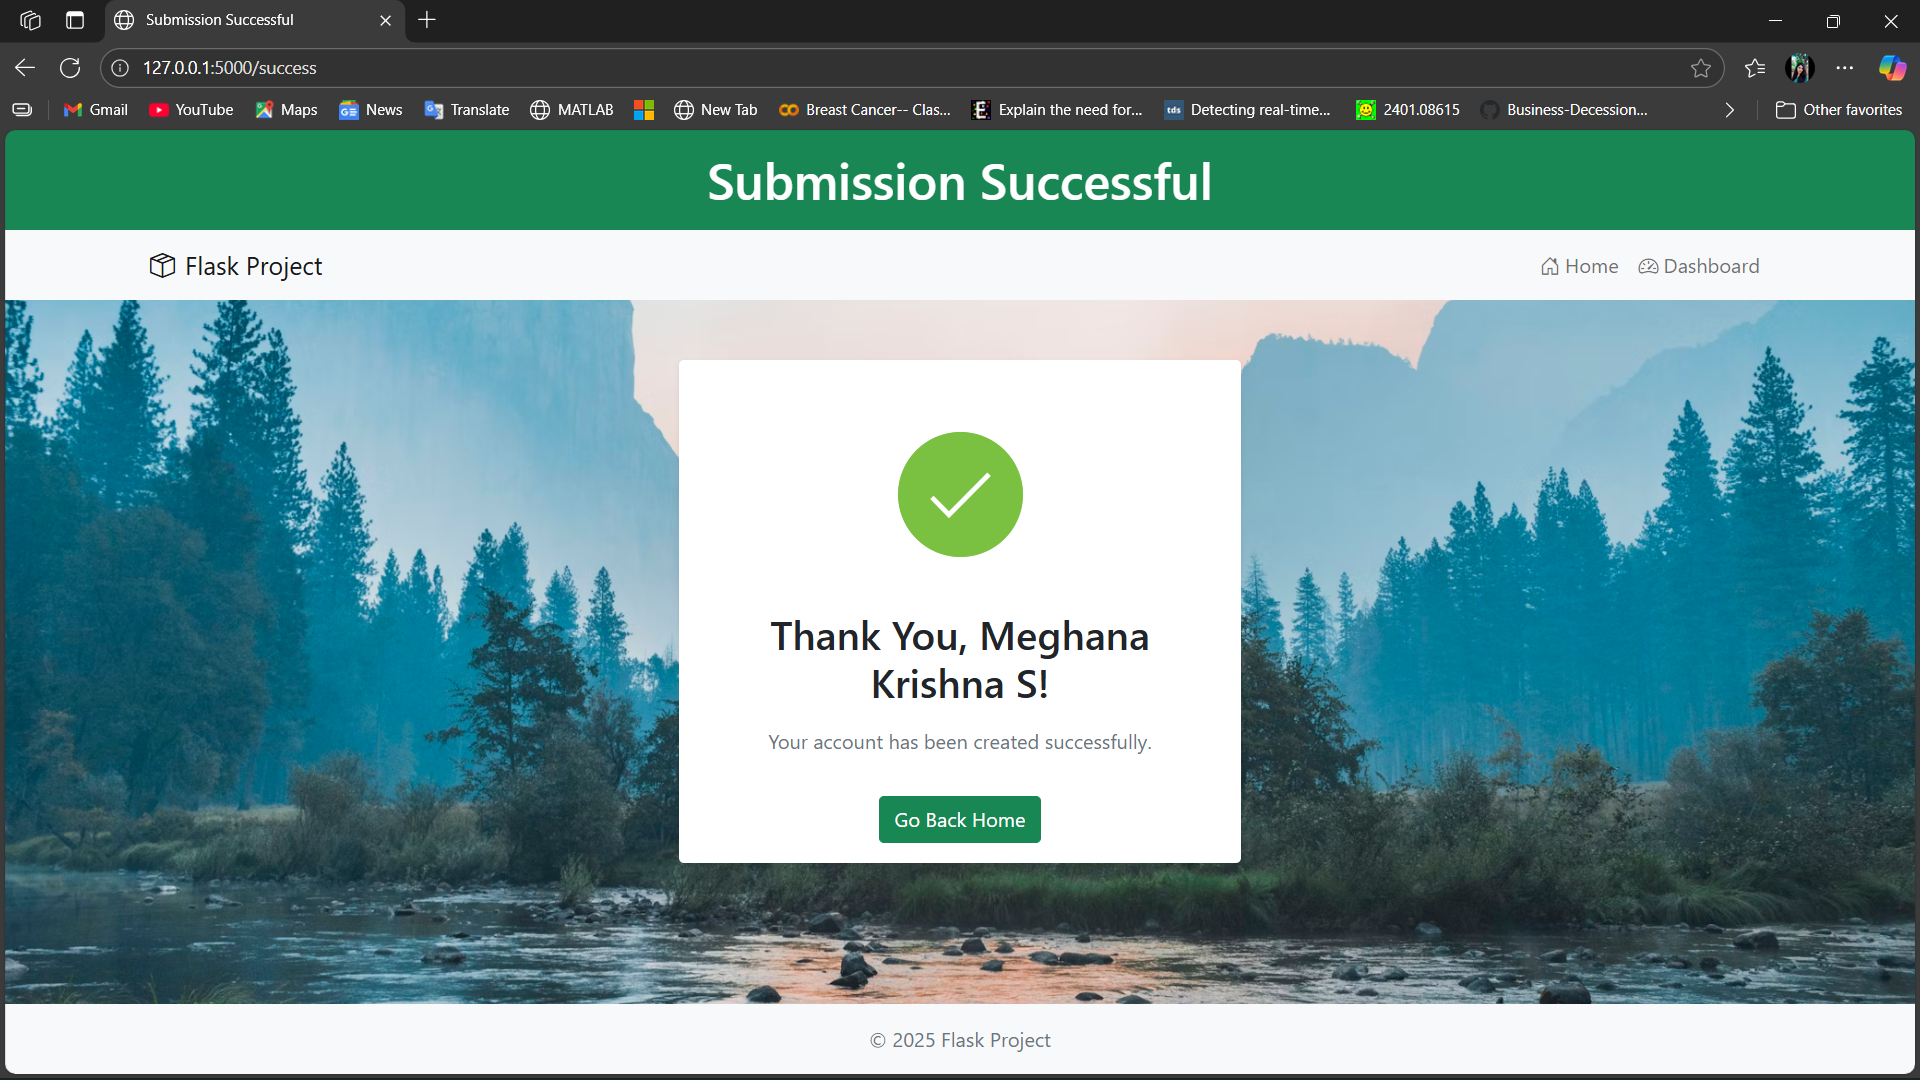 Submission Successful
127.0.0.1:5000/success
Gmail YouTube Maps News Translate MATLAB New Tab Breast Cancer-- Clas... Explain the need for... tds Detecting real-time... 2401.08615 Business-Decession... Other favorites
Submission Successful
Flask Project Home Dashboard
Thank You, Meghana
Krishna S!
Your account has been created successfully.
Go Back Home
© 2025 Flask Project